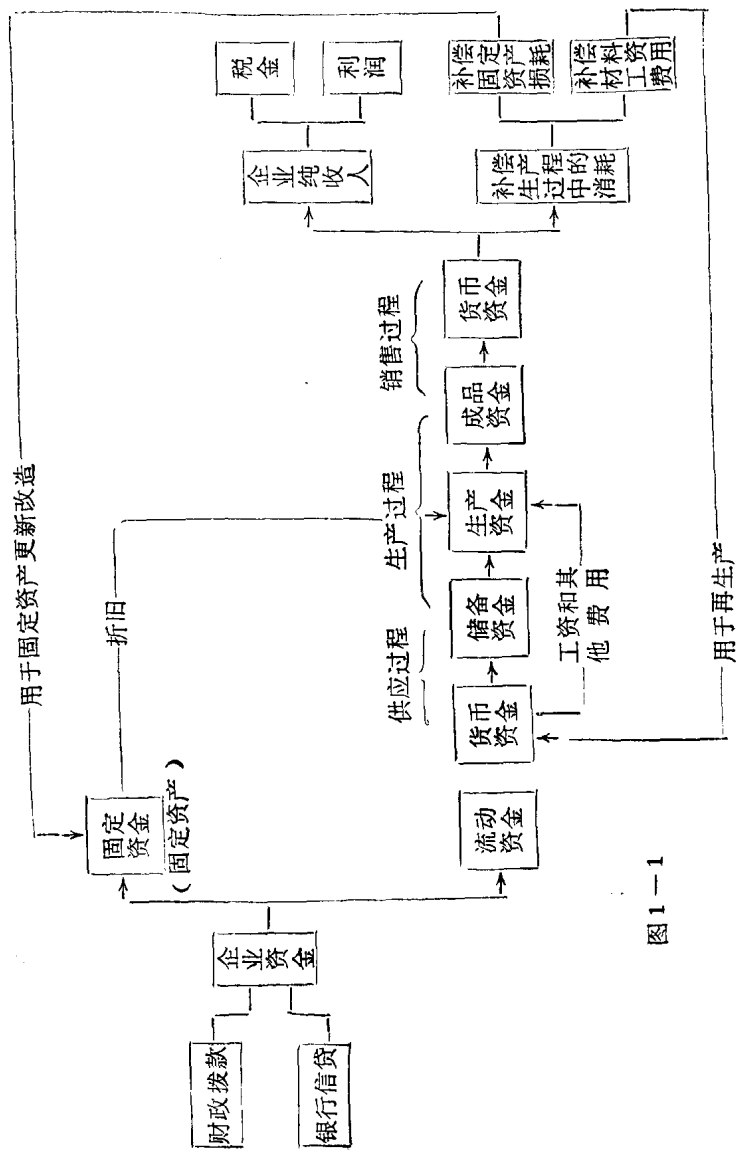 财政拨款
银行信贷
企业
资金
固定
资金
(固定资产)
流动
资金
用于固定资产更新改造
折旧
供应过程
生产过程
销售过程
货币
资金
储备
资金
生产
资金
成品
资金
货币
资金
工资和其
他费用
用于再生产
企业
纯收
人
税
金
利
润
补偿产
生过程
中的
消耗
补偿
固定
资产
损耗
补偿
材料
工资
费用
图1—1